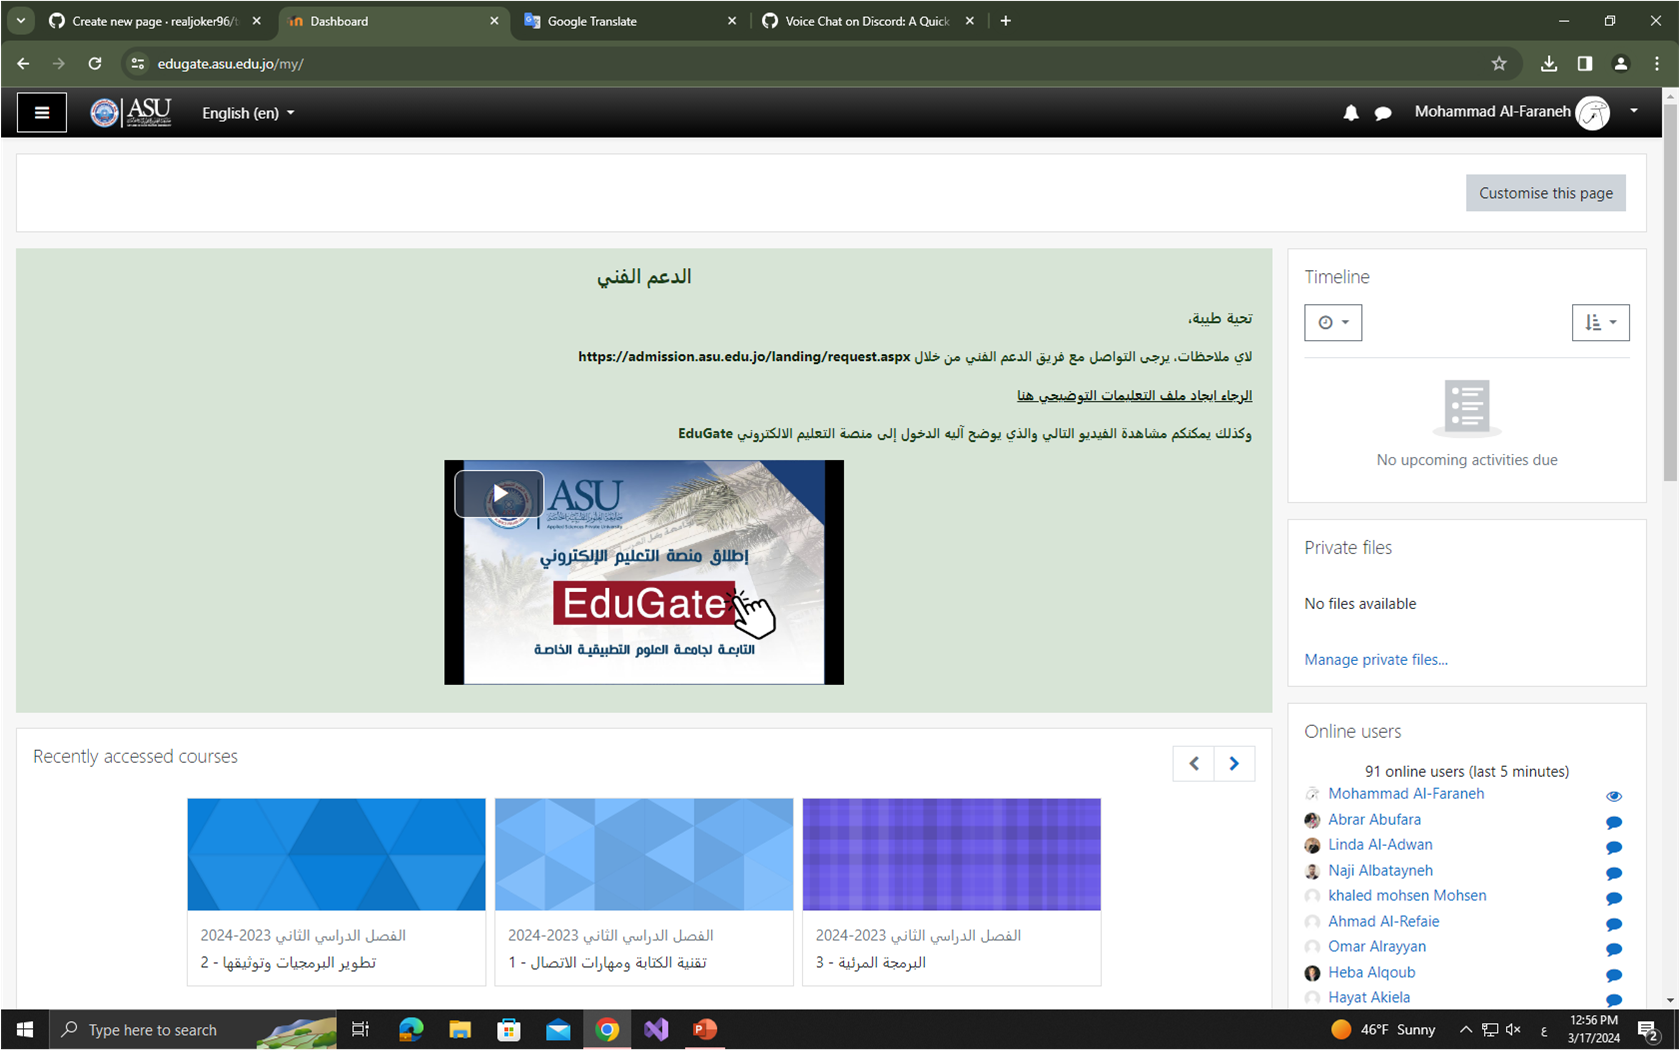 Create new page · realjoker96/t
Dashboard
Google Translate
Voice Chat on Discord: A Quick
edugate.asu.edu.jo/my/
ASU
English (en)
Mohammad Al-Faraneh
Customise this page
الدعم الفني
تحية طيبة،
لاي ملاحظات، يرجى التواصل مع فريق الدعم الفني من خلال https://admission.asu.edu.jo/landing/request.aspx
الرجاء ايجاد ملف التعليمات التوضيحي هنا
وكذلك يمكنكم مشاهدة الفيديو التالي والذي يوضح آليه الدخول إلى منصة التعليم الالكتروني EduGate
ASU
جامعة العلوم التطبيقية الخاصة
Applied Sciences Private University
إطلاق منصة التعليم الإلكتروني
EduGate
التابعة لجامعة العلوم التطبيقية الخاصة
Timeline
No upcoming activities due
Private files
No files available
Manage private files...
Online users
91 online users (last 5 minutes)
Mohammad Al-Faraneh
Abrar Abufara
Linda Al-Adwan
Naji Albatayneh
khaled mohsen Mohsen
Ahmad Al-Refaie
Omar Alrayyan
Heba Alqoub
Hayat Akiela
Recently accessed courses
الفصل الدراسي الثاني 2023-2024
تطوير البرمجيات وتوثيقها - 2
الفصل الدراسي الثاني 2023-2024
تقنية الكتابة ومهارات الاتصال - 1
الفصل الدراسي الثاني 2023-2024
البرمجة المرئية - 3
Type here to search
46°F Sunny
ع
12:56 PM
3/17/2024
2